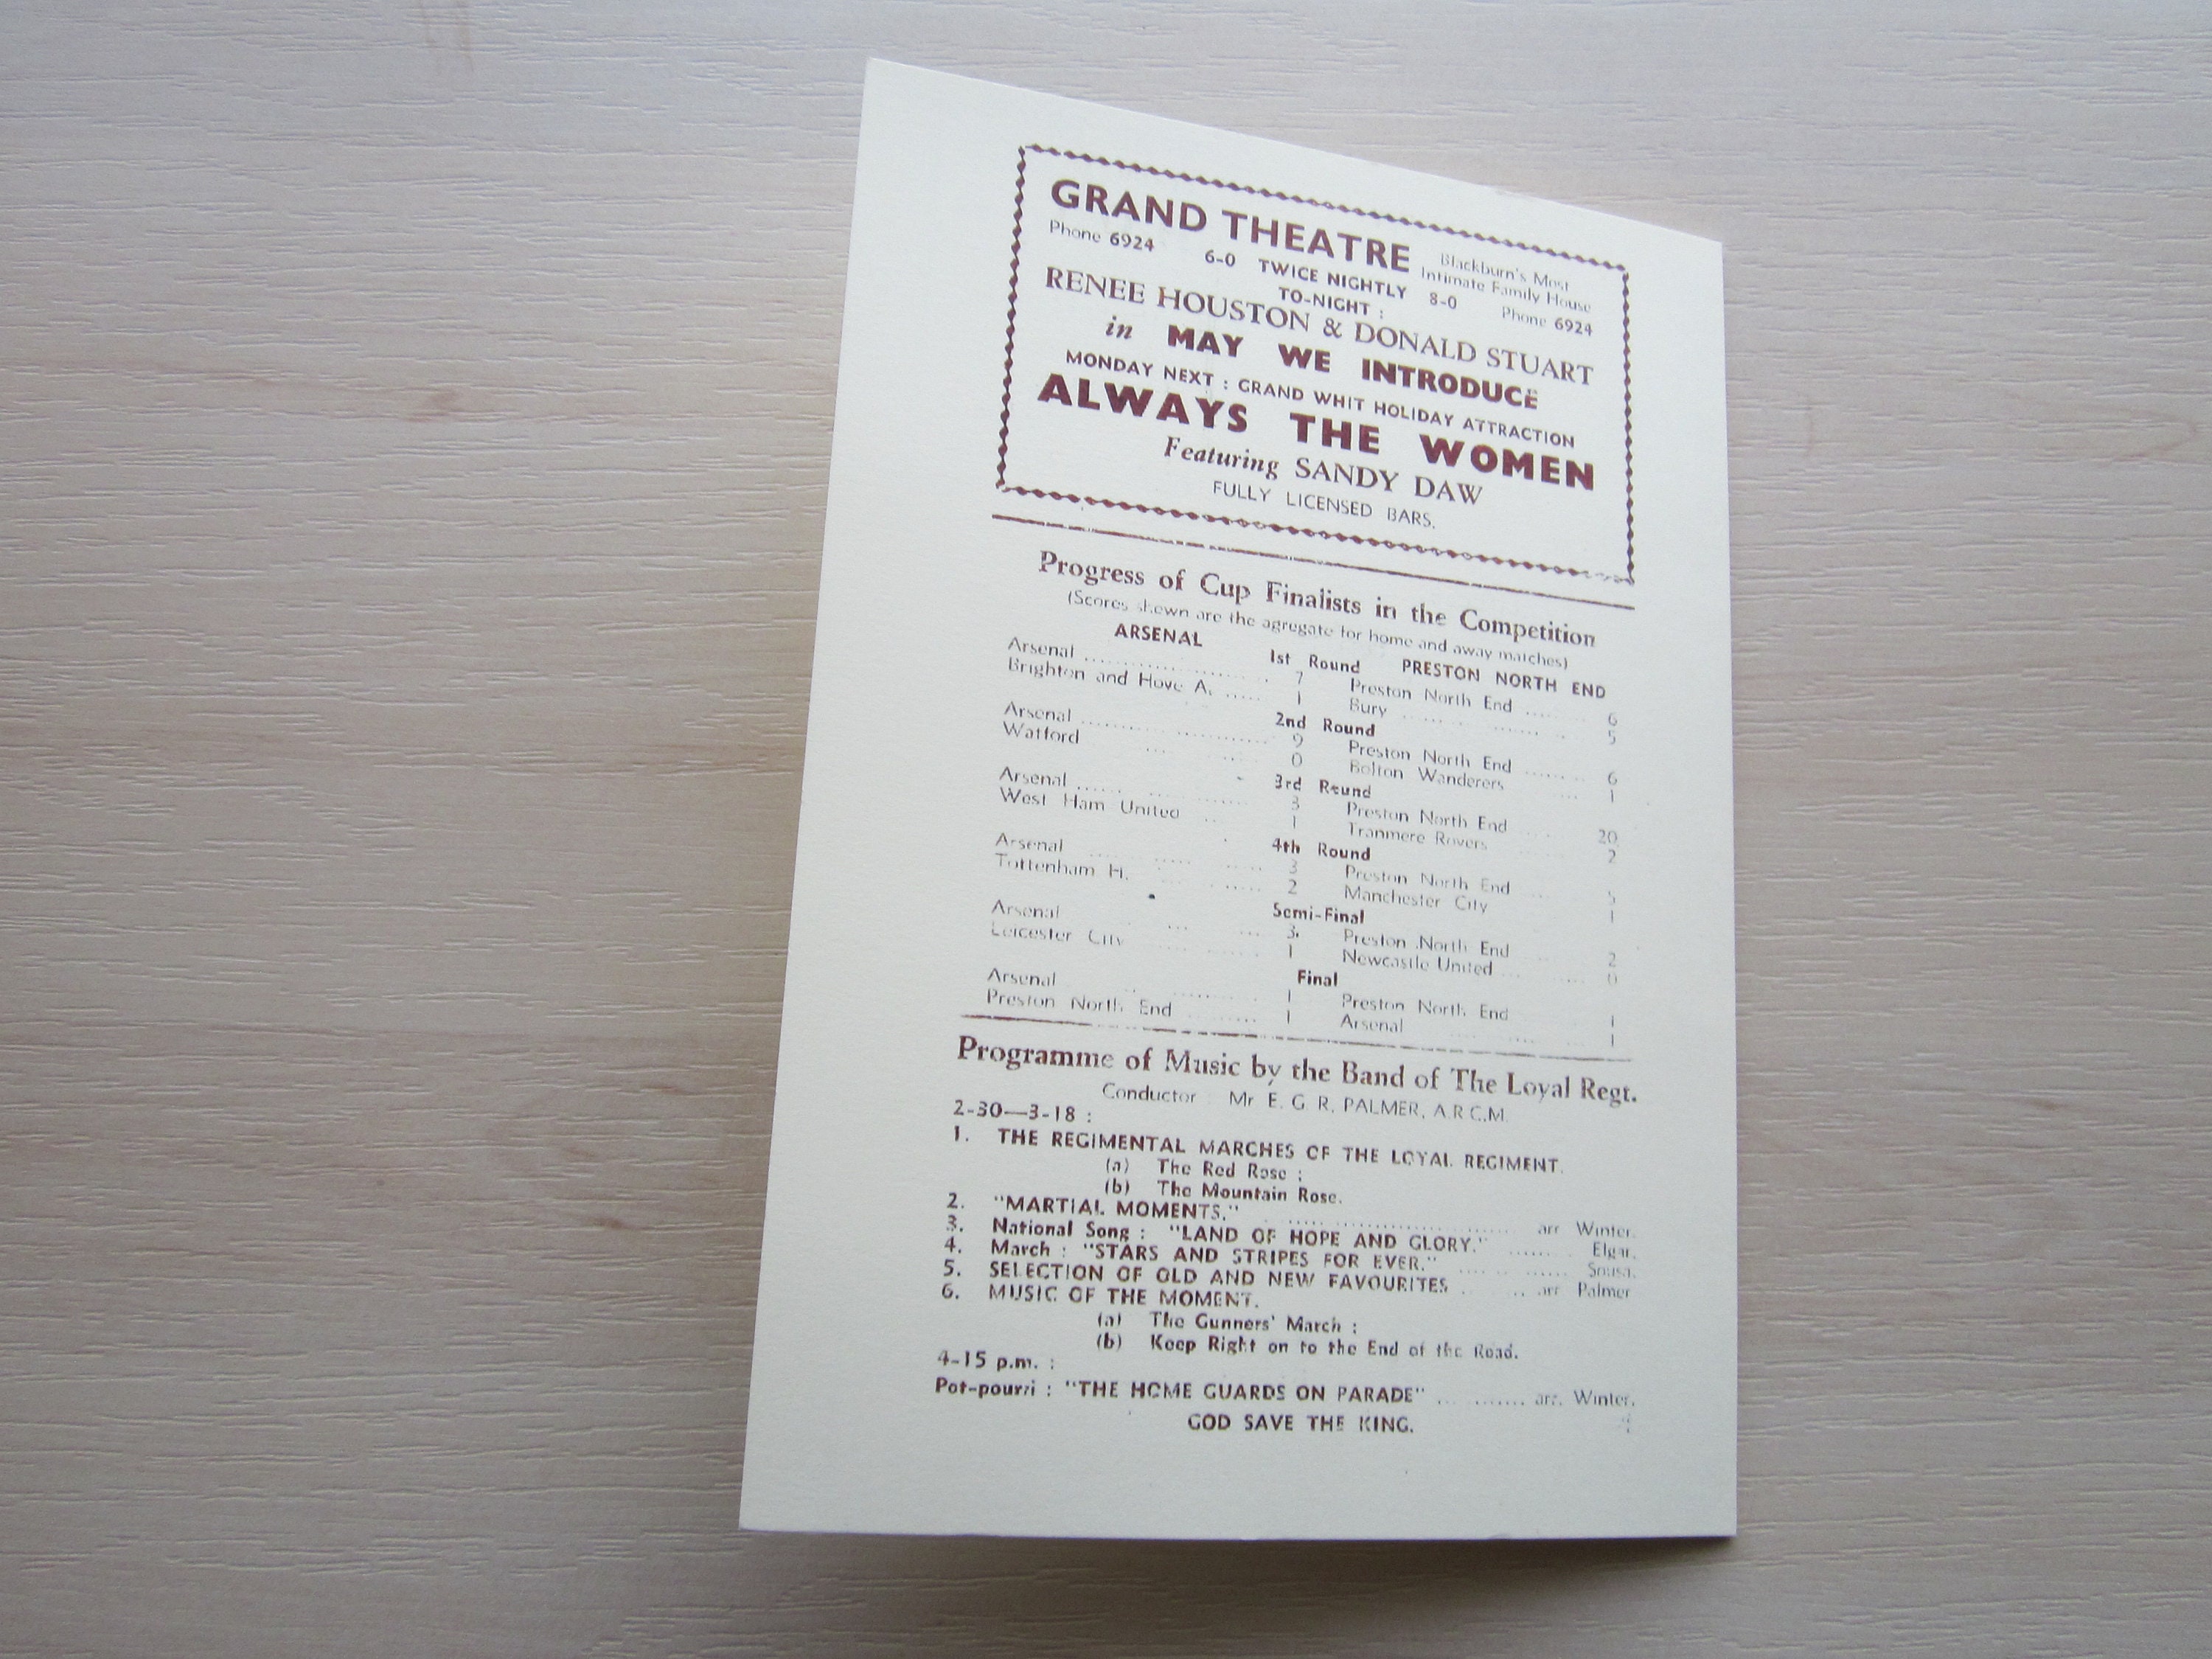 GRAND THEATRE Blackburn's Most
Phone 6924 Intimate Family House
6-0 TWICE NIGHTLY 8-0 Phone 6924
TO-NIGHT :
RENEE HOUSTON & DONALD STUART
in MAY WE INTRODUCE
MONDAY NEXT : GRAND WHIT HOLIDAY ATTRACTION
ALWAYS THE WOMEN
Featuring SANDY DAW
FULLY LICENSED BARS.
Progress of Cup Finalists in the Competition
(Scores shewn are the agregate for home and away matches)
ARSENAL 1st Round PRESTON NORTH END
Arsenal 7 Preston North End 6
Brighton and Hove A. 1 Bury 5
2nd Round
Arsenal 9 Preston North End 6
Watford 0 Bolton Wanderers 1
3rd Round
Arsenal 3 Preston North End 20
West Ham United 1 Tranmere Rovers 2
4th Round
Arsenal 3 Preston North End 5
Tottenham H. 2 Manchester City 1
Semi-Final
Arsenal 3 Preston North End 2
Leicester City 1 Newcastle United 0
Final
Arsenal 1 Preston North End 1
Preston North End 1 Arsenal 1
Programme of Music by the Band of The Loyal Regt.
Conductor Mr E. G. R. PALMER, A.R.C.M.
2-30—3-18 :
1. THE REGIMENTAL MARCHES OF THE LOYAL REGIMENT.
(a) The Red Rose :
(b) The Mountain Rose.
2. "MARTIAL MOMENTS." arr Winter.
3. National Song : "LAND OF HOPE AND GLORY." Elgar.
4. March : "STARS AND STRIPES FOR EVER." Sousa.
5. SELECTION OF OLD AND NEW FAVOURITES arr Palmer
6. MUSIC OF THE MOMENT.
(a) The Gunners' March :
(b) Keep Right on to the End of the Road.
4-15 p.m. :
Pot-pourri : "THE HOME GUARDS ON PARADE" arr. Winter.
GOD SAVE THE KING.